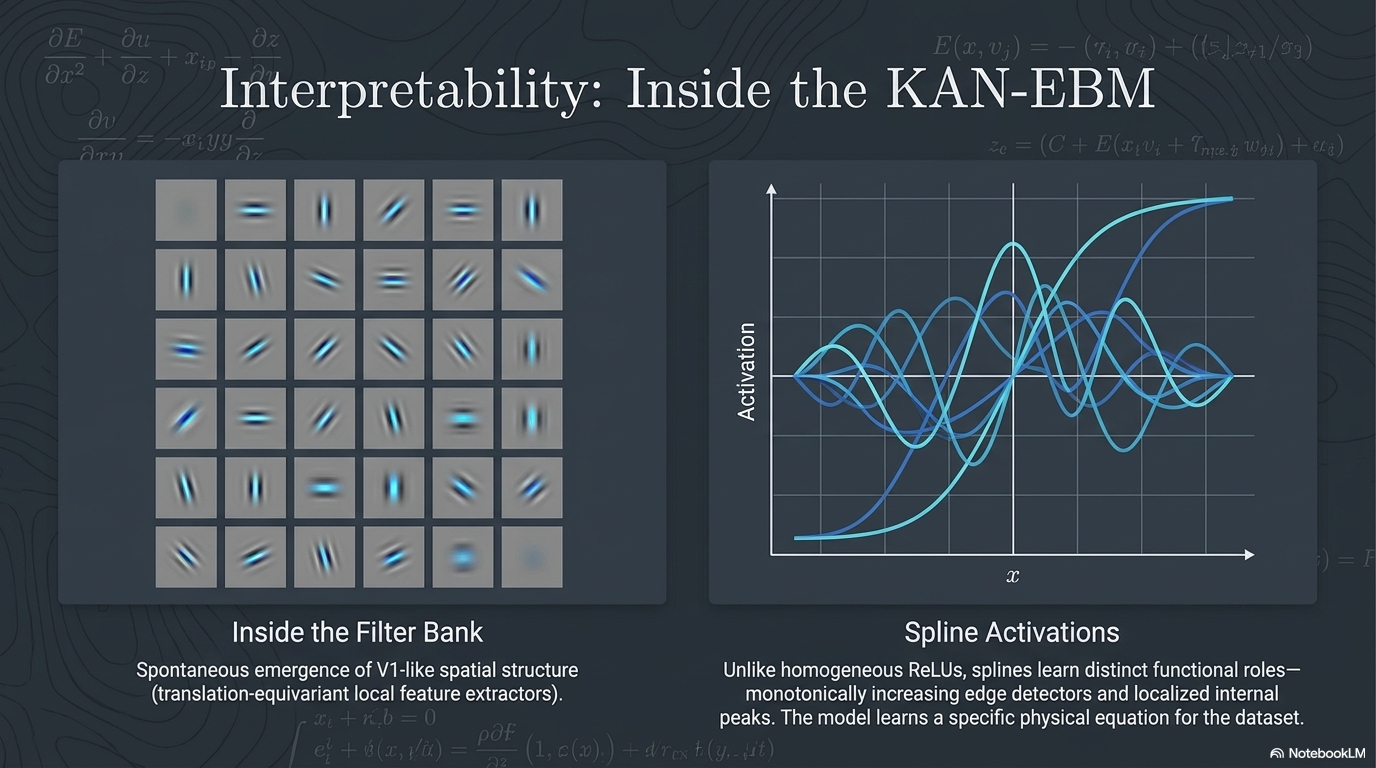 Interpretability: Inside the KAN-EBM
Activation
x
Inside the Filter Bank
Spontaneous emergence of V1-like spatial structure
(translation-equivariant local feature extractors).
Spline Activations
Unlike homogeneous ReLUs, splines learn distinct functional roles—
monotonically increasing edge detectors and localized internal
peaks. The model learns a specific physical equation for the dataset.
NotebookLM